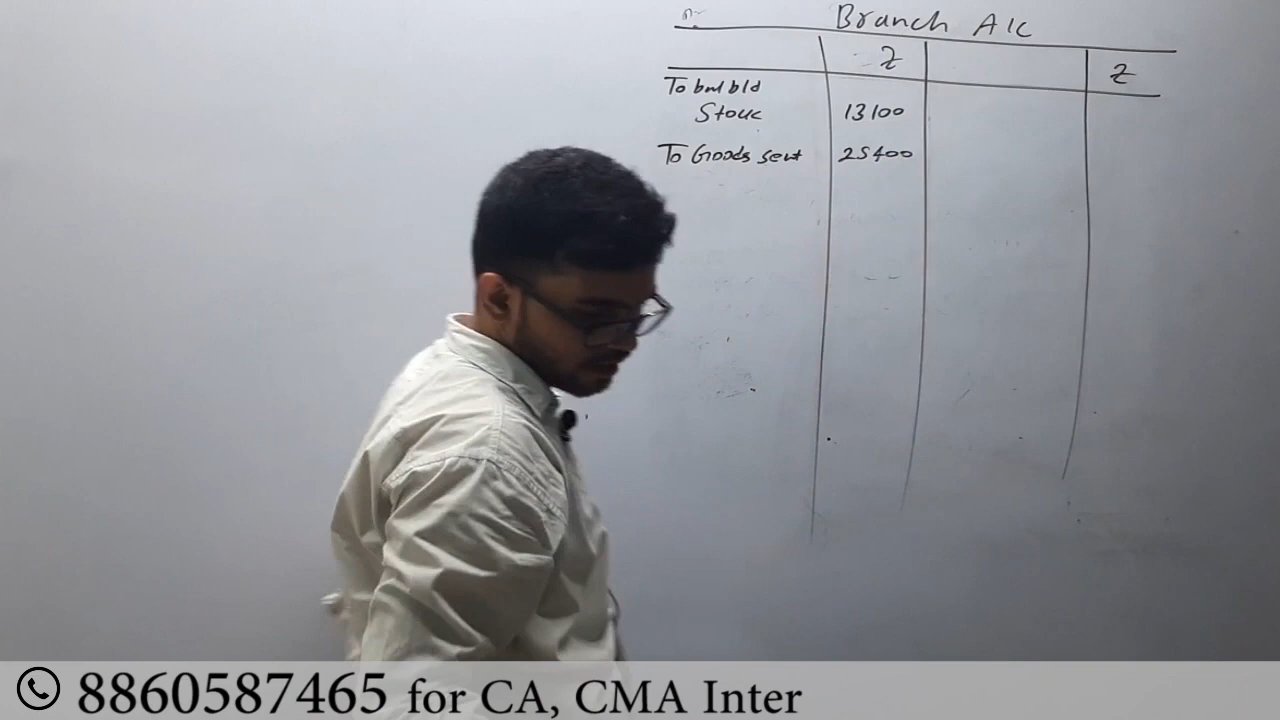 Branch A/c
₹
₹
To bal b/d
Stock 13100
To Goods sent 25400
8860587465 for CA, CMA Inter